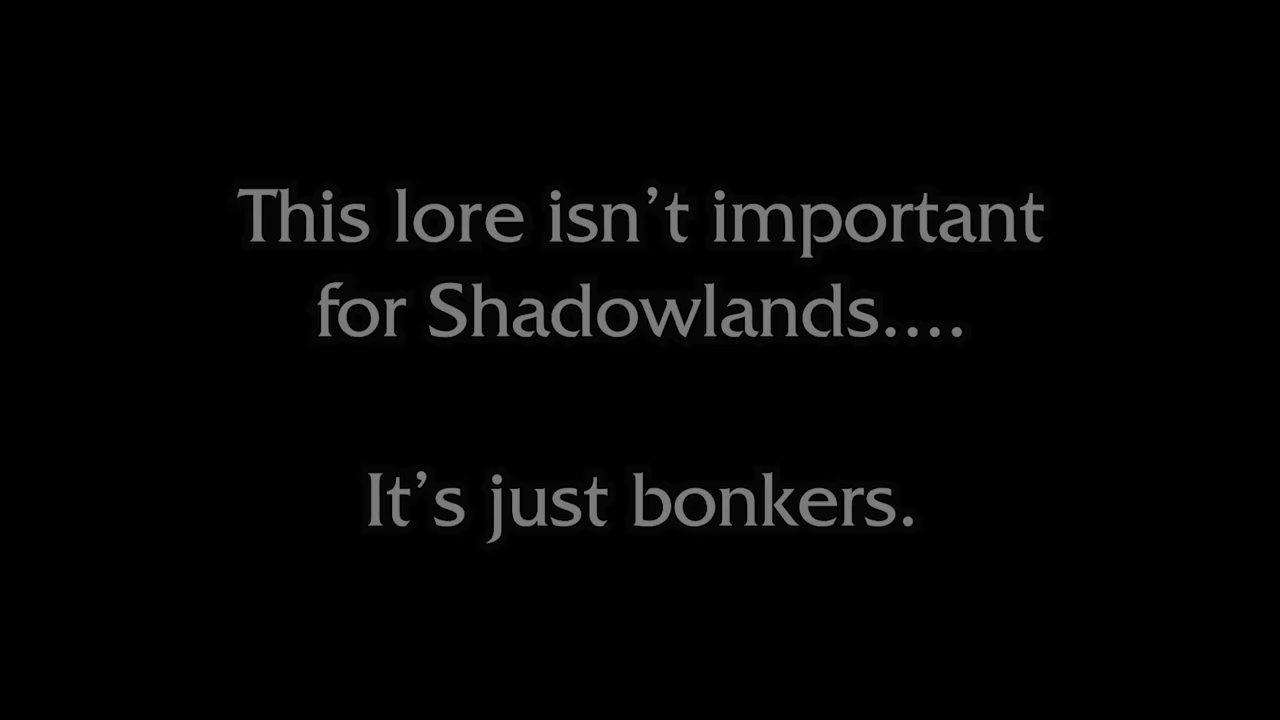 This lore isn’t important
for Shadowlands....
It’s just bonkers.